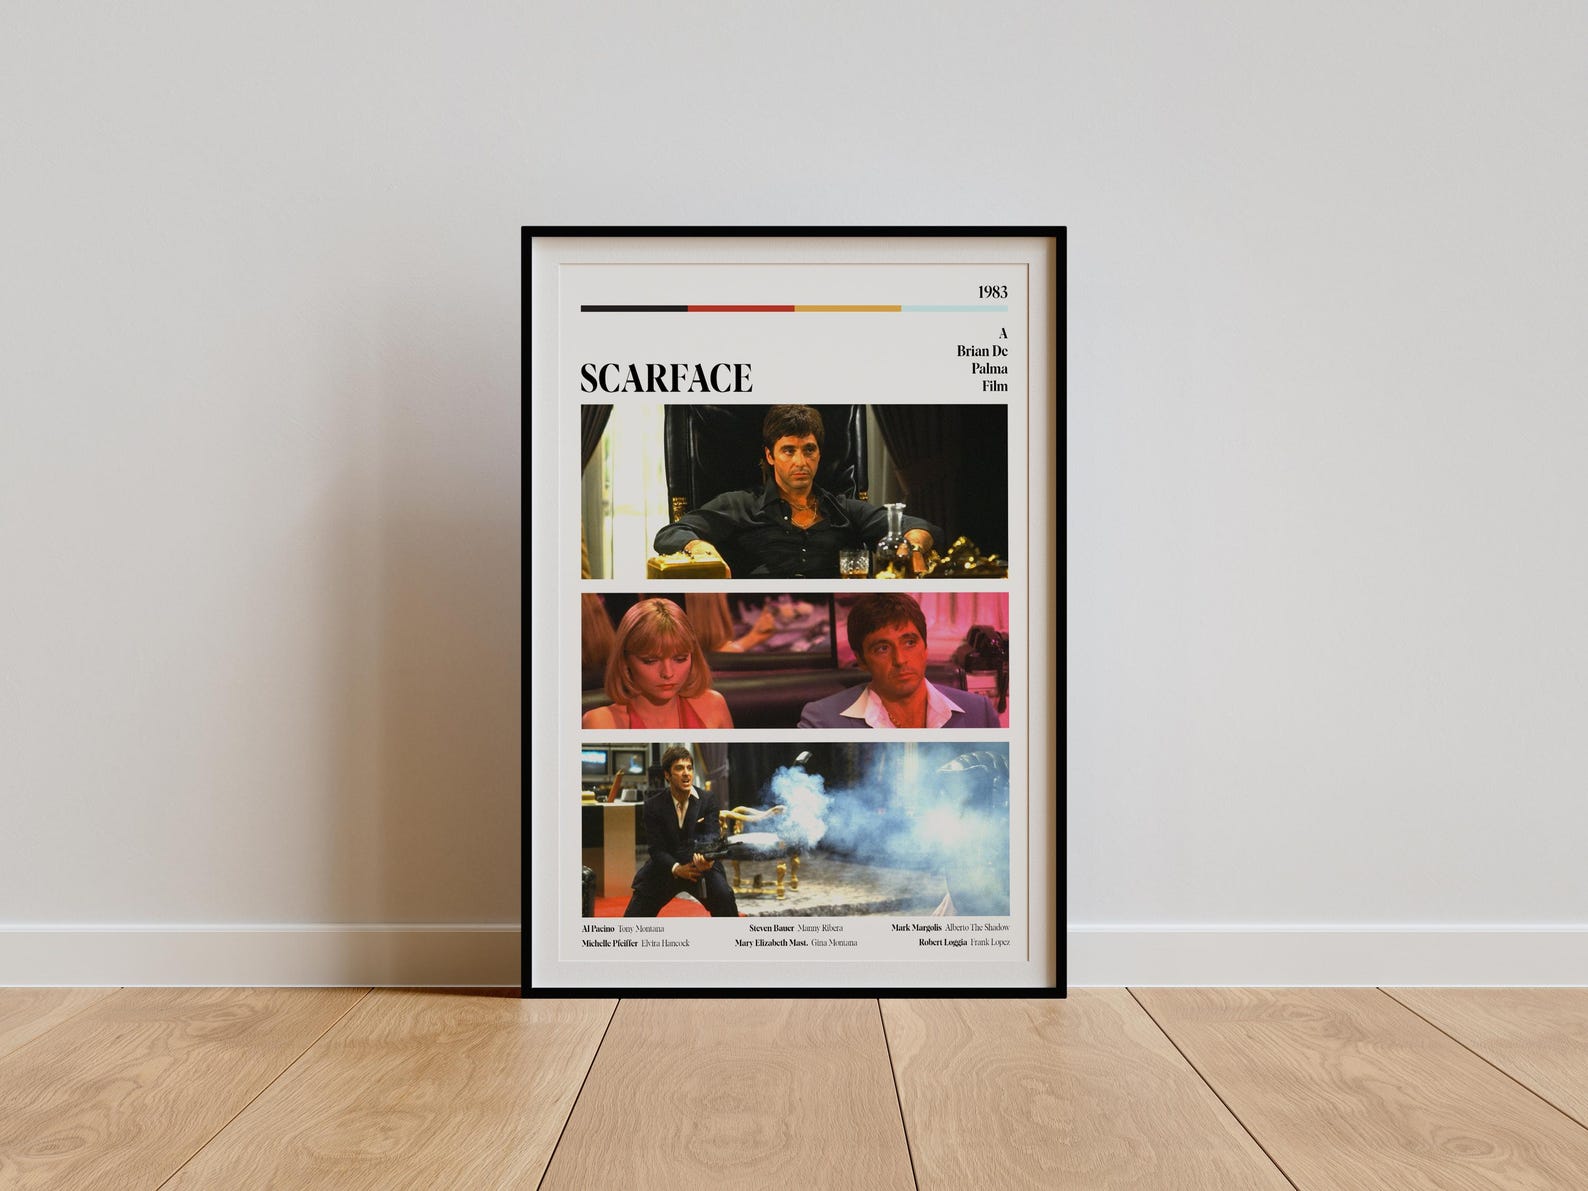 1983
A
Brian De
Palma
Film
SCARFACE
Al Pacino Tony Montana
Steven Bauer Manny Ribera
Mark Margolis Alberto The Shadow
Michelle Pfeiffer Elvira Hancock
Mary Elizabeth Mast. Gina Montana
Robert Loggia Frank Lopez